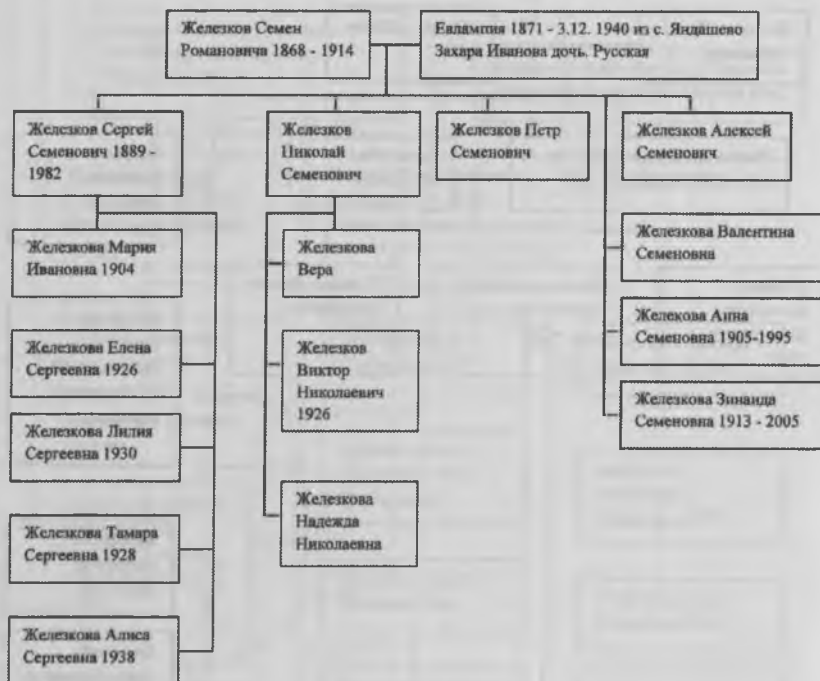 Железков Семен
Романовича 1868 - 1914
Евлампия 1871 - 3.12. 1940 из с. Яндашево
Захара Иванова дочь. Русская
Железков Сергей
Семенович 1889 -
1982
Железков
Николай
Семенович
Железков Петр
Семенович
Железков Алексей
Семенович
Железкова Мария
Ивановна 1904
Железкова
Вера
Железкова Валентина
Семеновна
Железкова Елена
Сергеевна 1926
Железков
Виктор
Николаевич
1926
Желекова Анна
Семеновна 1905-1995
Железкова Зинаида
Семеновна 1913 - 2005
Железкова Лилия
Сергеевна 1930
Железкова
Надежда
Николаевна
Железкова Тамара
Сергеевна 1928
Железкова Алиса
Сергеевна 1938